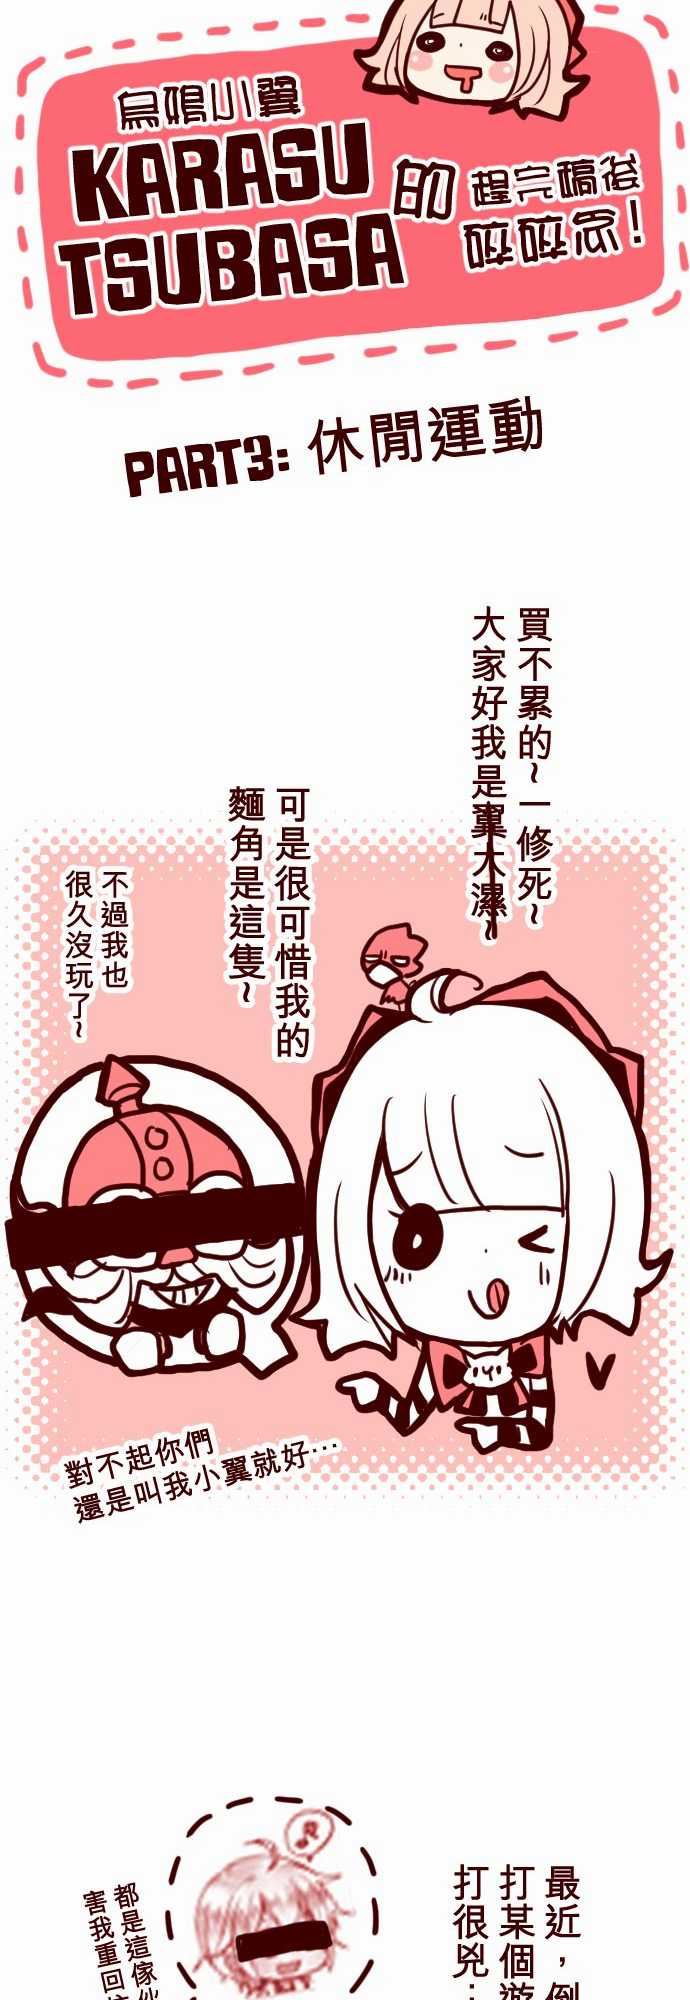 烏鴉小翼
KARASU
TSUBASA
的
趕完稿後
碎碎念!
PART3: 休閒運動
買不累的~一修死~
大家好我是
可是很可惜我的
麵角是這隻~
不過我也
很久沒玩了~
對不起你們
還是叫我小翼就好…
最近，倒
打某個遊
打很兇…
都是這傢伙
害我重回